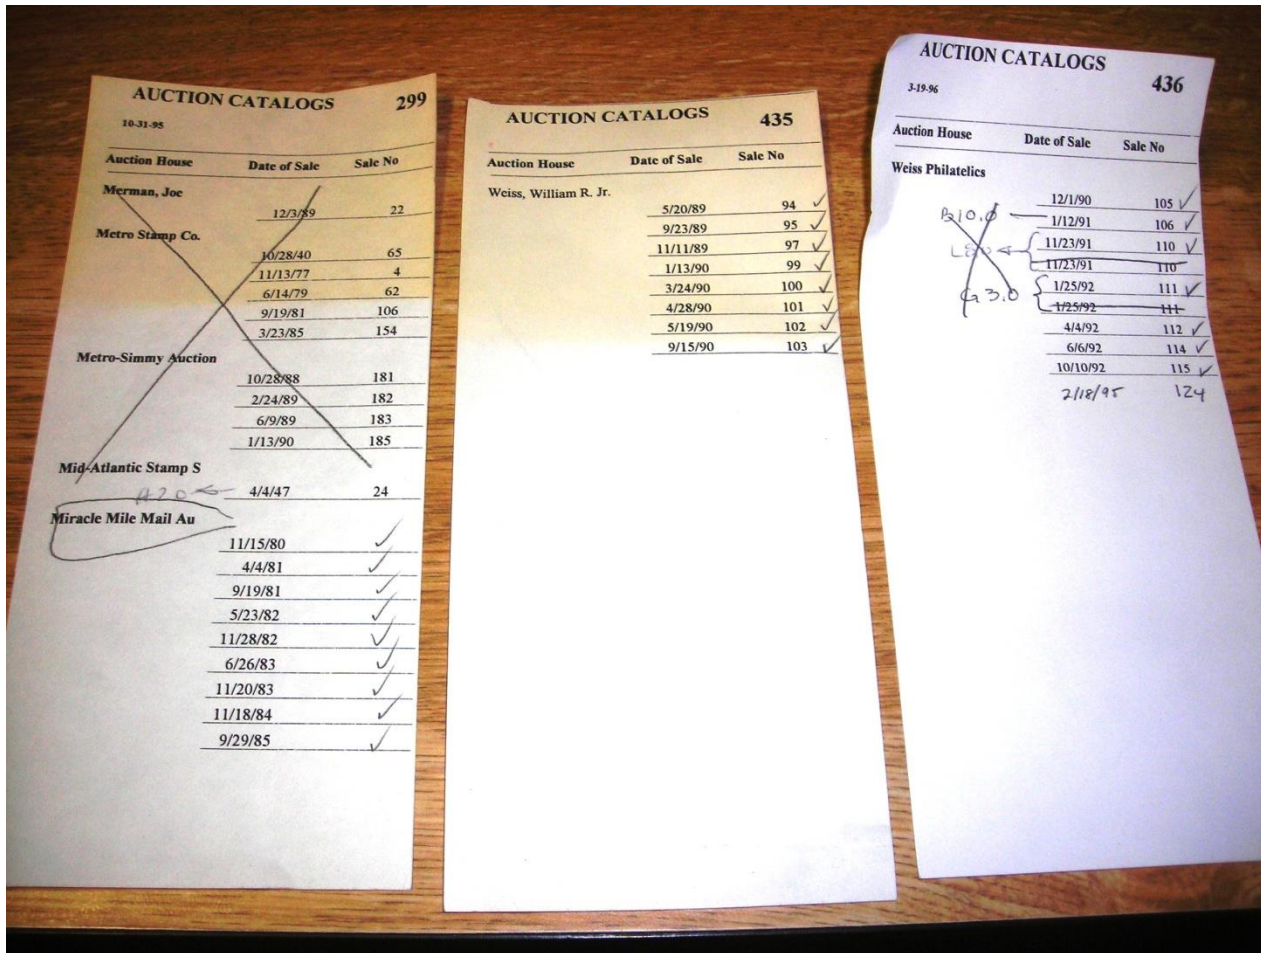 AUCTION CATALOGS 299
10-31-95
Auction House Date of Sale Sale No
Merman, Joe
12/3/89 22
Metro Stamp Co.
10/28/40 65
11/13/77 4
6/14/79 62
9/19/81 106
3/23/85 154
Metro-Simmy Auction
10/28/88 181
2/24/89 182
6/9/89 183
1/13/90 185
Mid-Atlantic Stamp S
4/4/47 24
Miracle Mile Mail Au
11/15/80
4/4/81
9/19/81
5/23/82
11/28/82
6/26/83
11/20/83
11/18/84
9/29/85
AUCTION CATALOGS 435
Auction House Date of Sale Sale No
Weiss, William R. Jr.
5/20/89 94
9/23/89 95
11/11/89 97
1/13/90 99
3/24/90 100
4/28/90 101
5/19/90 102
9/15/90 103
AUCTION CATALOGS 436
3-19-96
Auction House Date of Sale Sale No
Weiss Philatelics
12/1/90 105
B10.0 1/12/91 106
11/23/91 110
11/23/91 110
G3.0 1/25/92 111
1/25/92 111
4/4/92 112
6/6/92 114
10/10/92 115
2/18/95 124